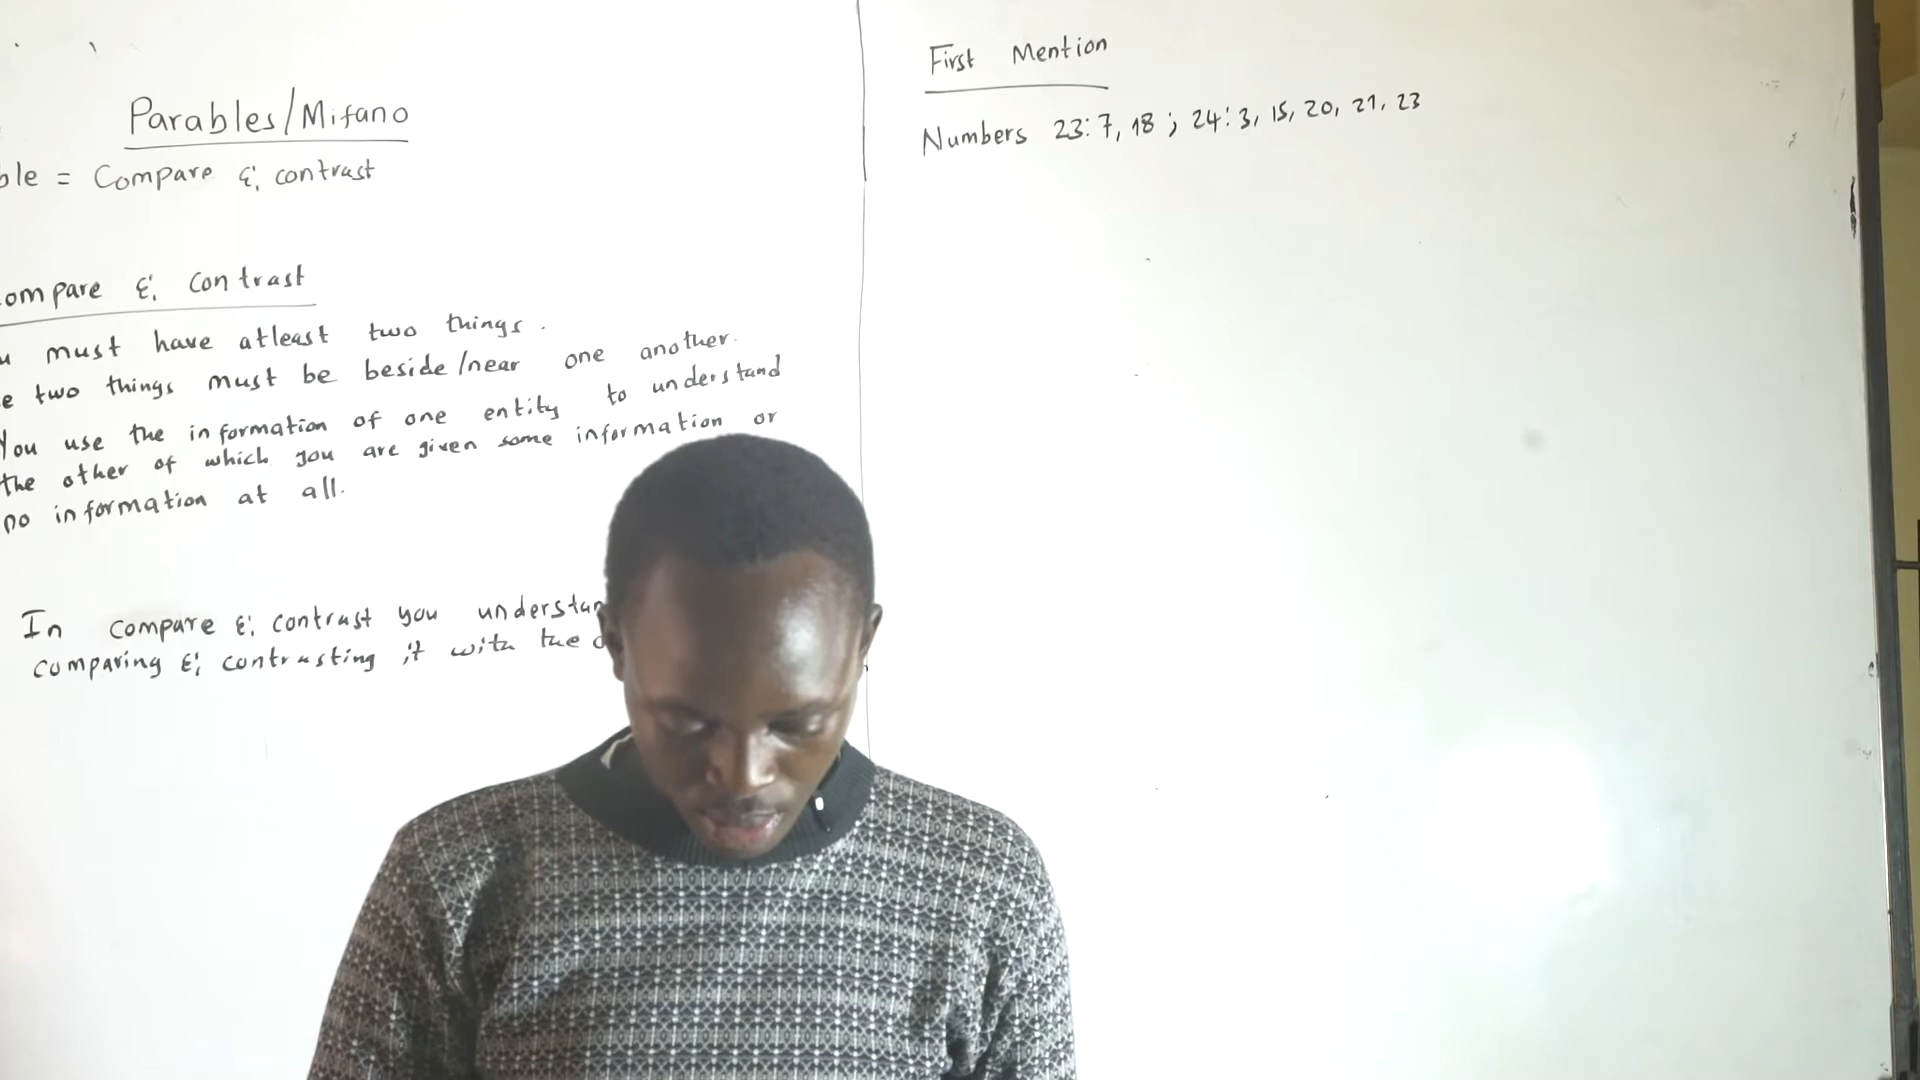 Parables/Mifano
ble = Compare & contrast
ompare & contrast
u must have atleast two things.
e two things must be beside/near one another.
You use the information of one entity to understand
the other of which you are given some information or
no information at all.
In compare & contrast you understan
comparing & contrasting it with the o
First Mention
Numbers 23:7, 18; 24:3, 15, 20, 21, 23